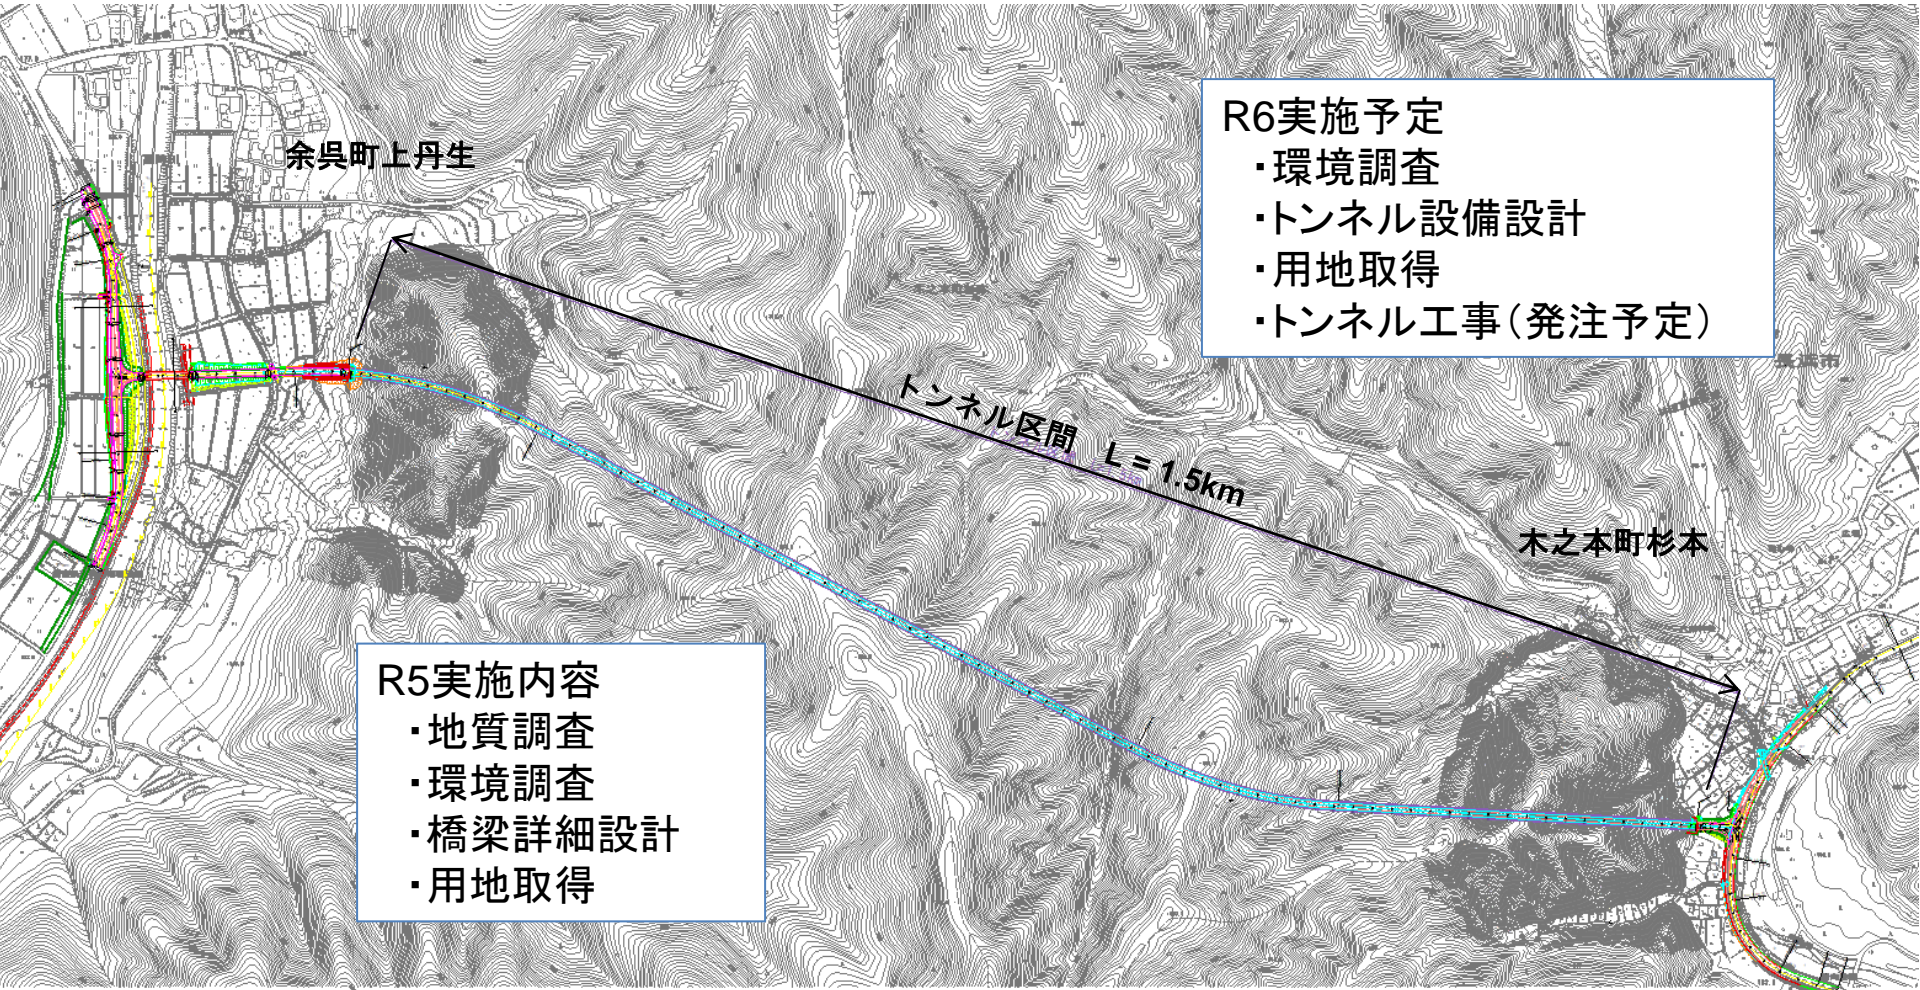 余呉町上丹生
R6実施予定
・環境調査
・トンネル設備設計
・用地取得
・トンネル工事（発注予定）
長浜市
トンネル区間　L = 1.5km
木之本町杉本
R5実施内容
・地質調査
・環境調査
・橋梁詳細設計
・用地取得